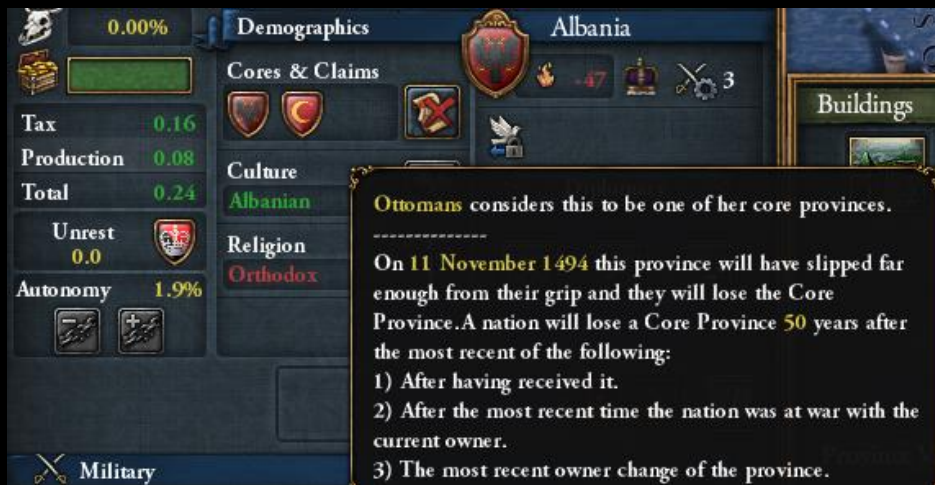 0.00%
Demographics
Albania
Cores & Claims
-47
3
Buildings
Tax 0.16
Production 0.08
Total 0.24
Culture
Albanian
Unrest
0.0
Religion
Orthodox
Autonomy 1.9%
Ottomans considers this to be one of her core provinces.
--------------
On 11 November 1494 this province will have slipped far
enough from their grip and they will lose the Core
Province.A nation will lose a Core Province 50 years after
the most recent of the following:
1) After having received it.
2) After the most recent time the nation was at war with the
current owner.
3) The most recent owner change of the province.
Military